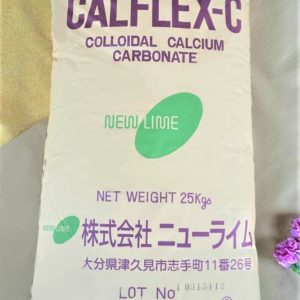 CALFLEX-C
COLLOIDAL CALCIUM
CARBONATE
NEW LIME
NET WEIGHT 25Kgs
NEW LIME
株式会社 ニューライム
大分県津久見市志手町11番26号
LOT No